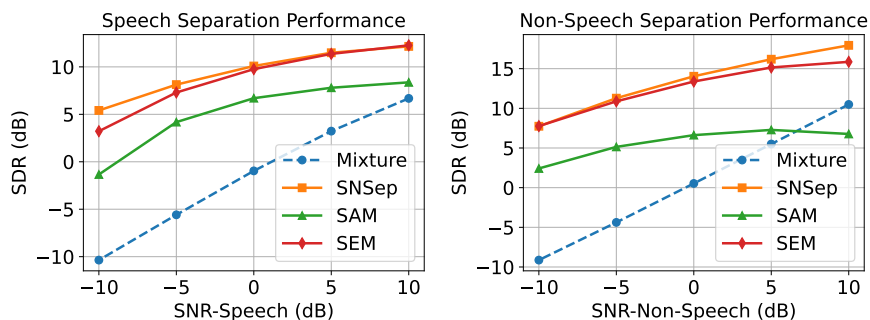 Speech Separation Performance
10
5
0
−5
−10
SDR (dB)
−10 −5 0 5 10
SNR-Speech (dB)
Mixture
SNSep
SAM
SEM
Non-Speech Separation Performance
15
10
5
0
−5
−10
SDR (dB)
−10 −5 0 5 10
SNR-Non-Speech (dB)
Mixture
SNSep
SAM
SEM